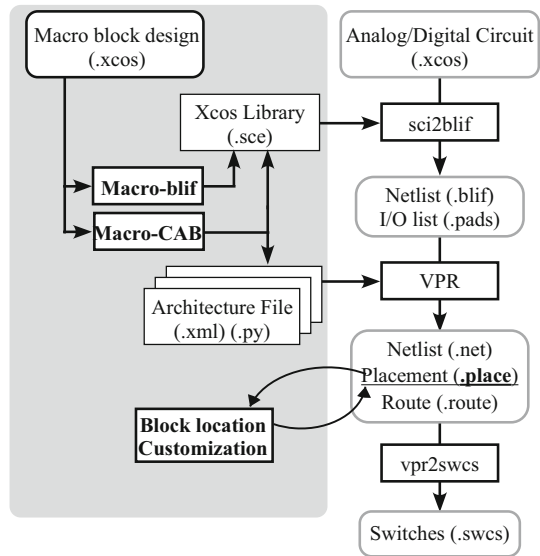 Macro block design
(.xcos)
Analog/Digital Circuit
(.xcos)
Xcos Library
(.sce)
sci2blif
Macro-blif
Macro-CAB
Netlist (.blif)
I/O list (.pads)
VPR
Architecture File
(.xml) (.py)
Netlist (.net)
Placement (.place)
Route (.route)
Block location
Customization
vpr2swcs
Switches (.swcs)